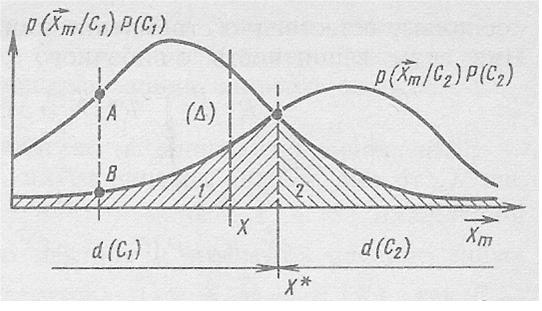 p(X⃗m/C1) P(C1)
p(X⃗m/C2) P(C2)
A
(Δ)
B
1
2
X
X⃗m
d(C1)
d(C2)
X*